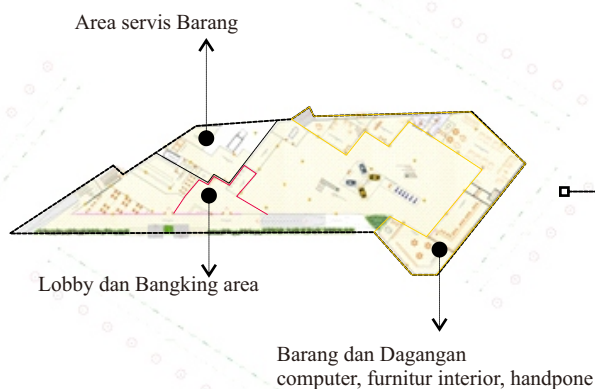 Area servis Barang
Lobby dan Bangking area
Barang dan Dagangan
computer, furnitur interior, handpone